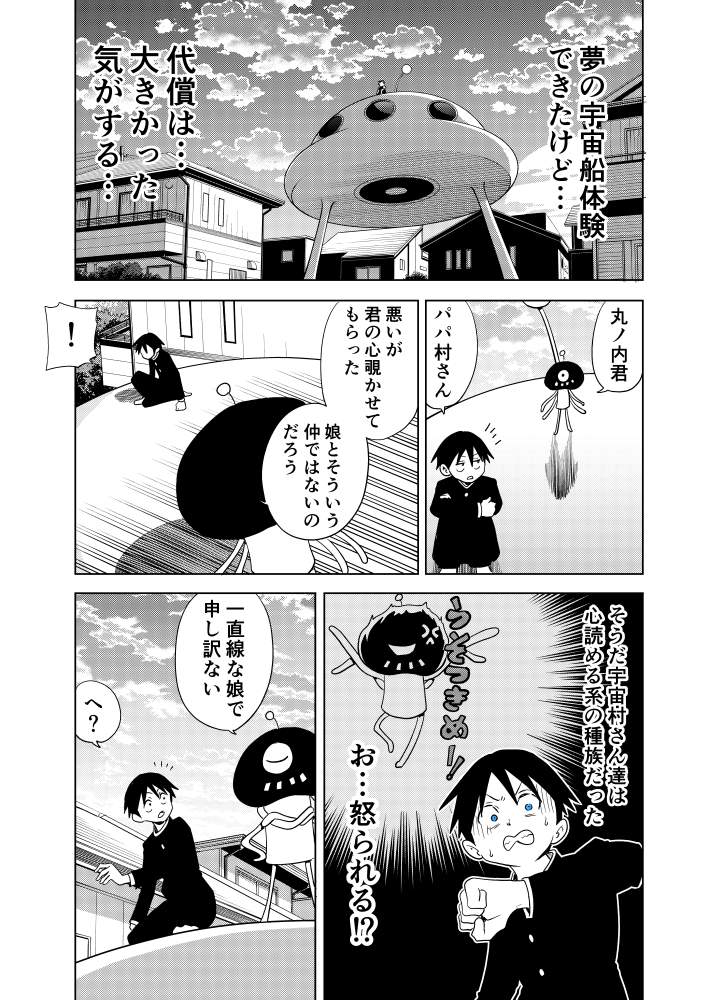 夢の宇宙船体験
できたけど…
代償は…
大きかった
気がする…
丸ノ内君
パパ村さん
悪いが
君の心覗かせて
もらった
娘とそういう
仲ではないの
だろう
！
そうだ宇宙村さん達は
心読める系の種族だった
うそつきめー!!
お…怒られる!?
一直線な娘で
申し訳ない
へ？